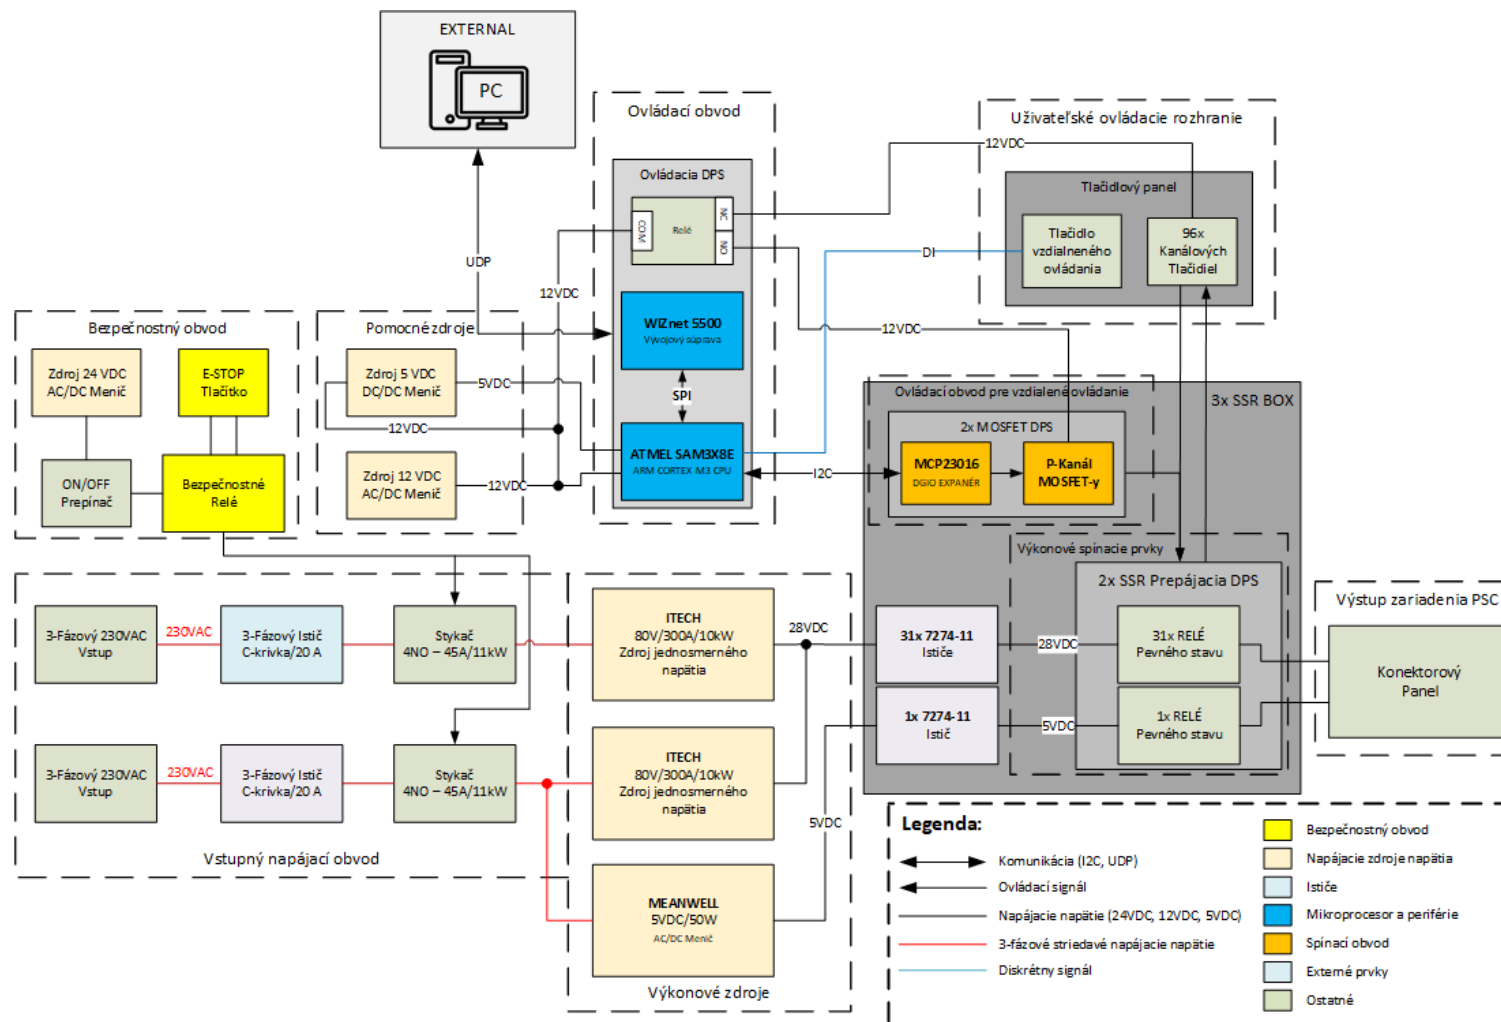 EXTERNAL
PC
UDP
Ovládací obvod
Ovládacia DPS
Relé
COM
NC
NO
WIZnet 5500
Vývojový súprava
SPI
ATMEL SAM3X8E
ARM CORTEX-M3 CPU
Užívateľské ovládacie rozhranie
12VDC
Tlačidlový panel
Tlačidlo
vzdialeneného
ovládania
96x
Kanálových
Tlačidiel
DI
12VDC
12VDC
Bezpečnostný obvod
Zdroj 24 VDC
AC/DC Menič
E-STOP
Tlačítko
ON/OFF
Prepínač
Bezpečnostné
Relé
Pomocné zdroje
Zdroj 5 VDC
DC/DC Menič
5VDC
12VDC
Zdroj 12 VDC
AC/DC Menič
12VDC
3x SSR BOX
Ovládací obvod pre vzdialené ovládanie
2x MOSFET DPS
I2C
MCP23016
DGIO EXPANÉR
P-Kanál
MOSFET-y
Výkonové spínacie prvky
2x SSR Prepájacia DPS
31x 7274-11
Ističe
28VDC
31x RELÉ
Pevného stavu
1x 7274-11
Istič
5VDC
1x RELÉ
Pevného stavu
Výstup zariadenia PSC
Konektorový
Panel
3-Fázový 230VAC
Vstup
230VAC
3-Fázový Istič
C-krivka/20 A
Stykač
4NO – 45A/11kW
3-Fázový 230VAC
Vstup
230VAC
3-Fázový Istič
C-krivka/20 A
Stykač
4NO – 45A/11kW
Vstupný napájací obvod
ITECH
80V/300A/10kW
Zdroj jednosmerného
napätia
28VDC
ITECH
80V/300A/10kW
Zdroj jednosmerného
napätia
5VDC
MEANWELL
5VDC/50W
AC/DC Menič
Výkonové zdroje
Legenda:
Komunikácia (I2C, UDP)
Ovládací signál
Napájacie napätie (24VDC, 12VDC, 5VDC)
3-fázové striedavé napájacie napätie
Diskrétny signál
Bezpečnostný obvod
Napájacie zdroje napätia
Ističe
Mikroprocesor a periférie
Spínací obvod
Externé prvky
Ostatné